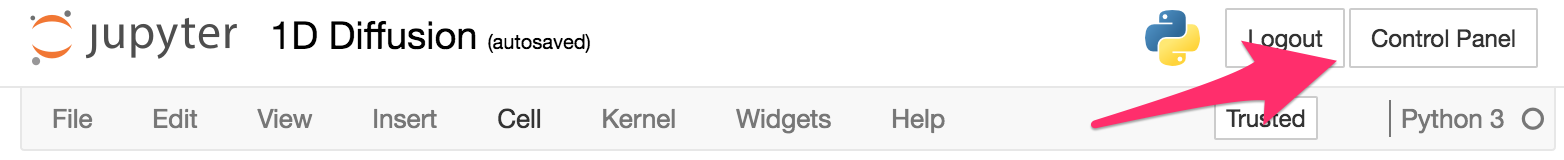 jupyter 1D Diffusion (autosaved) Logout Control Panel
File Edit View Insert Cell Kernel Widgets Help Trusted Python 3